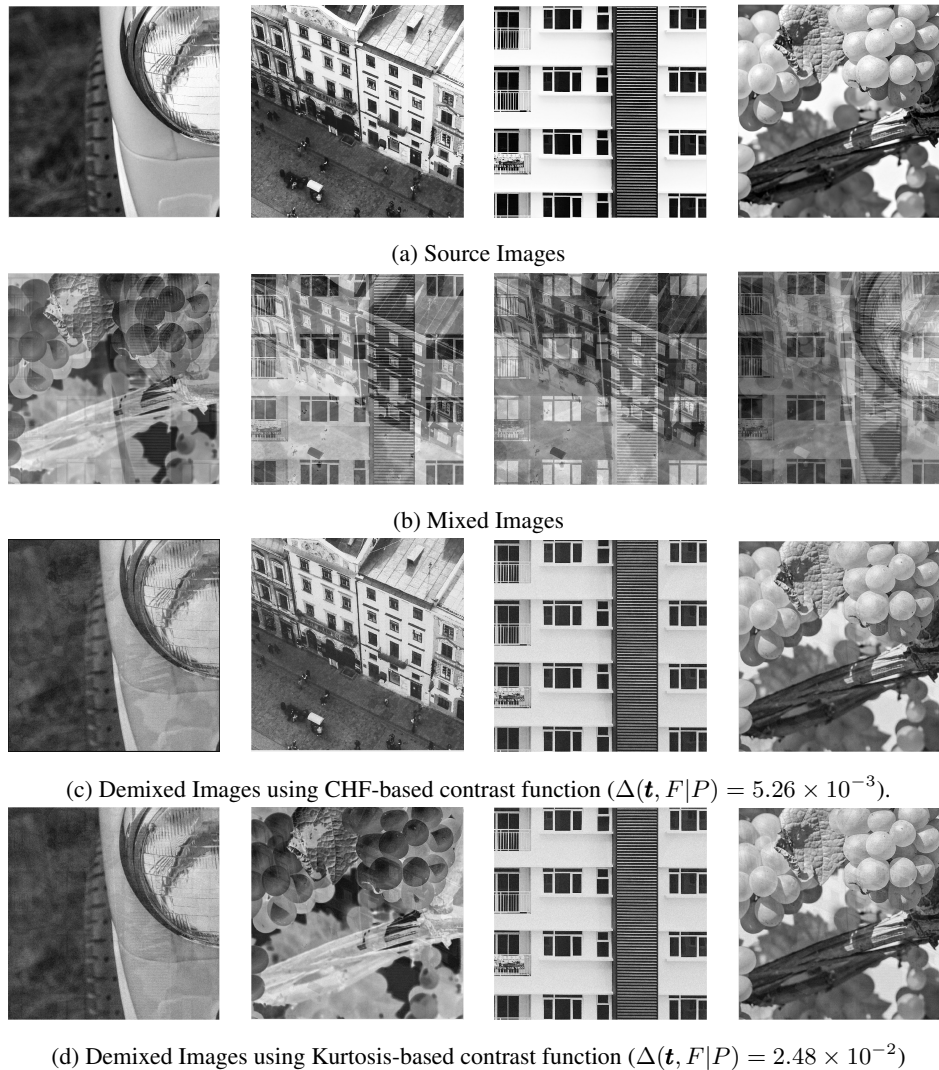 (a) Source Images
(b) Mixed Images
(c) Demixed Images using CHF-based contrast function (Δ(t, F|P) = 5.26 × 10⁻³).
(d) Demixed Images using Kurtosis-based contrast function (Δ(t, F|P) = 2.48 × 10⁻²)